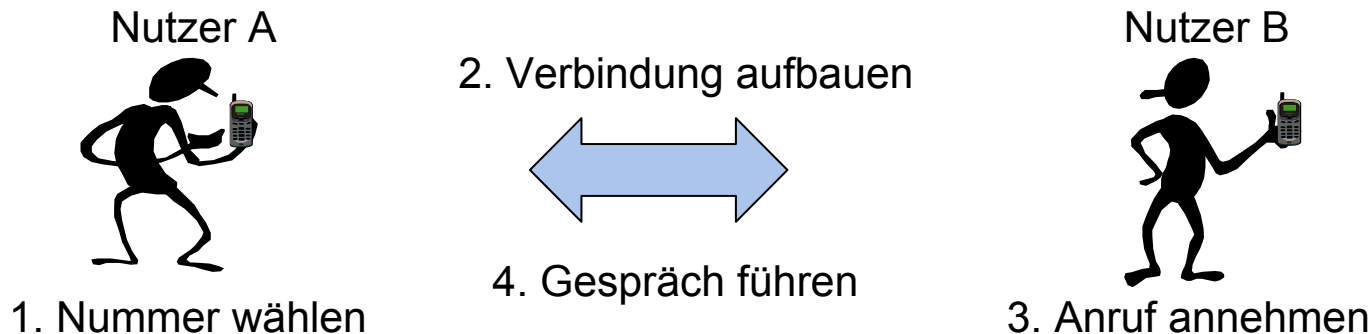 Nutzer A
Nutzer B
2. Verbindung aufbauen
4. Gespräch führen
1. Nummer wählen
3. Anruf annehmen